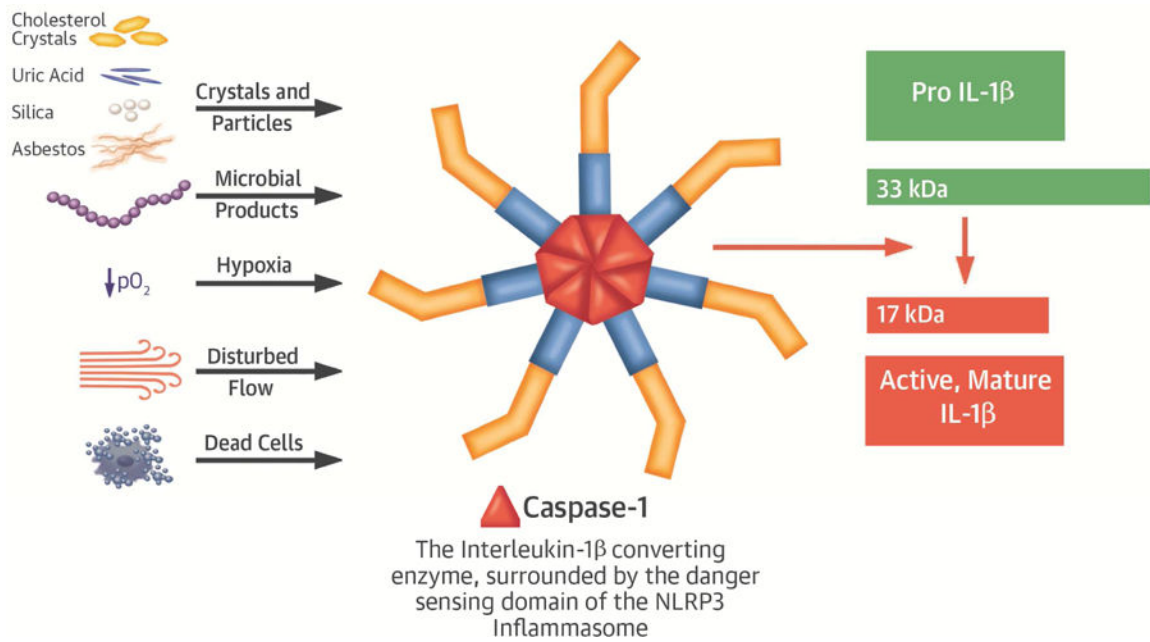 Cholesterol
Crystals
Uric Acid
Silica
Asbestos
Crystals and
Particles
Microbial
Products
↓pO₂
Hypoxia
Disturbed
Flow
Dead Cells
Pro IL-1β
33 kDa
17 kDa
Active, Mature
IL-1β
Caspase-1
The Interleukin-1β converting
enzyme, surrounded by the danger
sensing domain of the NLRP3
Inflammasome